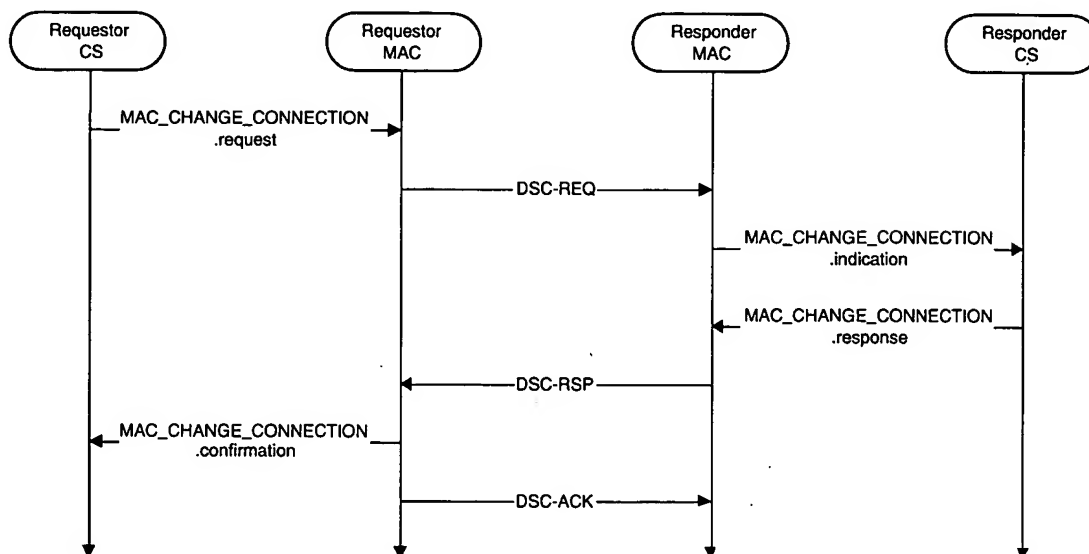 Requestor
CS
Requestor
MAC
Responder
MAC
Responder
CS
MAC_CHANGE_CONNECTION
.request
DSC-REQ
MAC_CHANGE_CONNECTION
.indication
MAC_CHANGE_CONNECTION
.response
DSC-RSP
MAC_CHANGE_CONNECTION
.confirmation
DSC-ACK